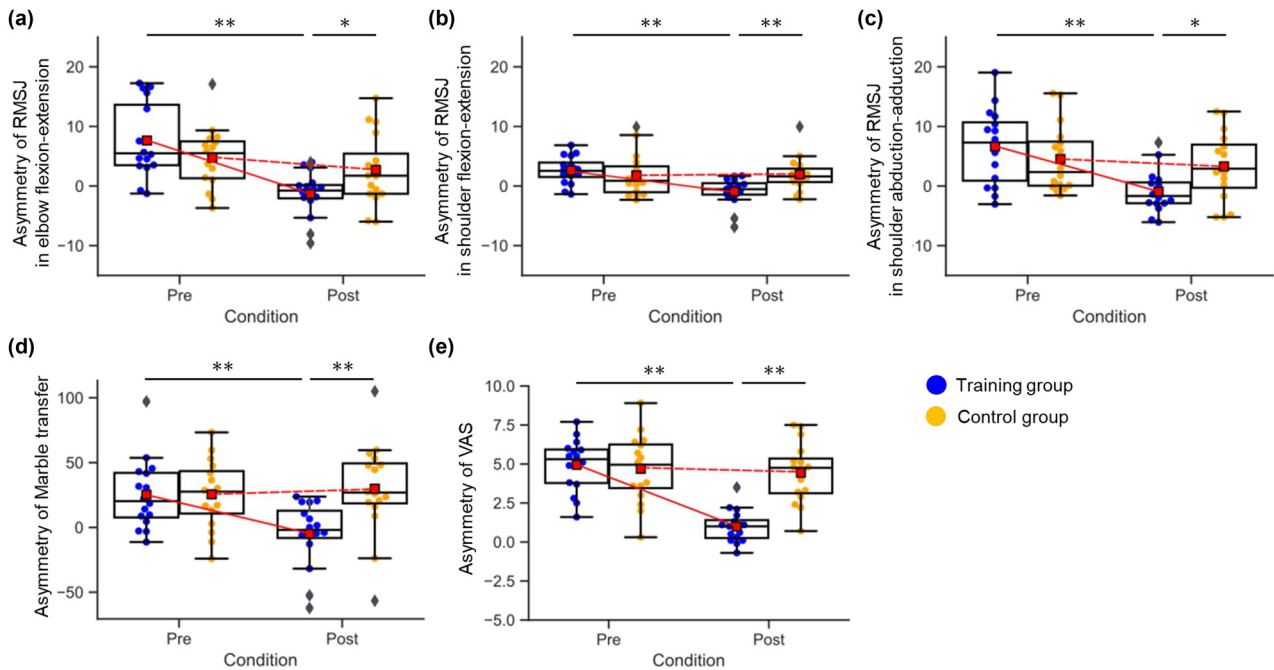 (a)
**
*
Asymmetry of RMSJ
in elbow flexion-extension
20
10
0
−10
Pre
Post
Condition
(b)
**
**
Asymmetry of RMSJ
in shoulder flexion-extension
20
10
0
−10
Pre
Post
Condition
(c)
**
*
Asymmetry of RMSJ
in shoulder abduction-adduction
20
10
0
−10
Pre
Post
Condition
(d)
**
**
Asymmetry of Marble transfer
100
50
0
−50
Pre
Post
Condition
(e)
**
**
Asymmetry of VAS
10.0
7.5
5.0
2.5
0.0
−2.5
−5.0
Pre
Post
Condition
Training group
Control group